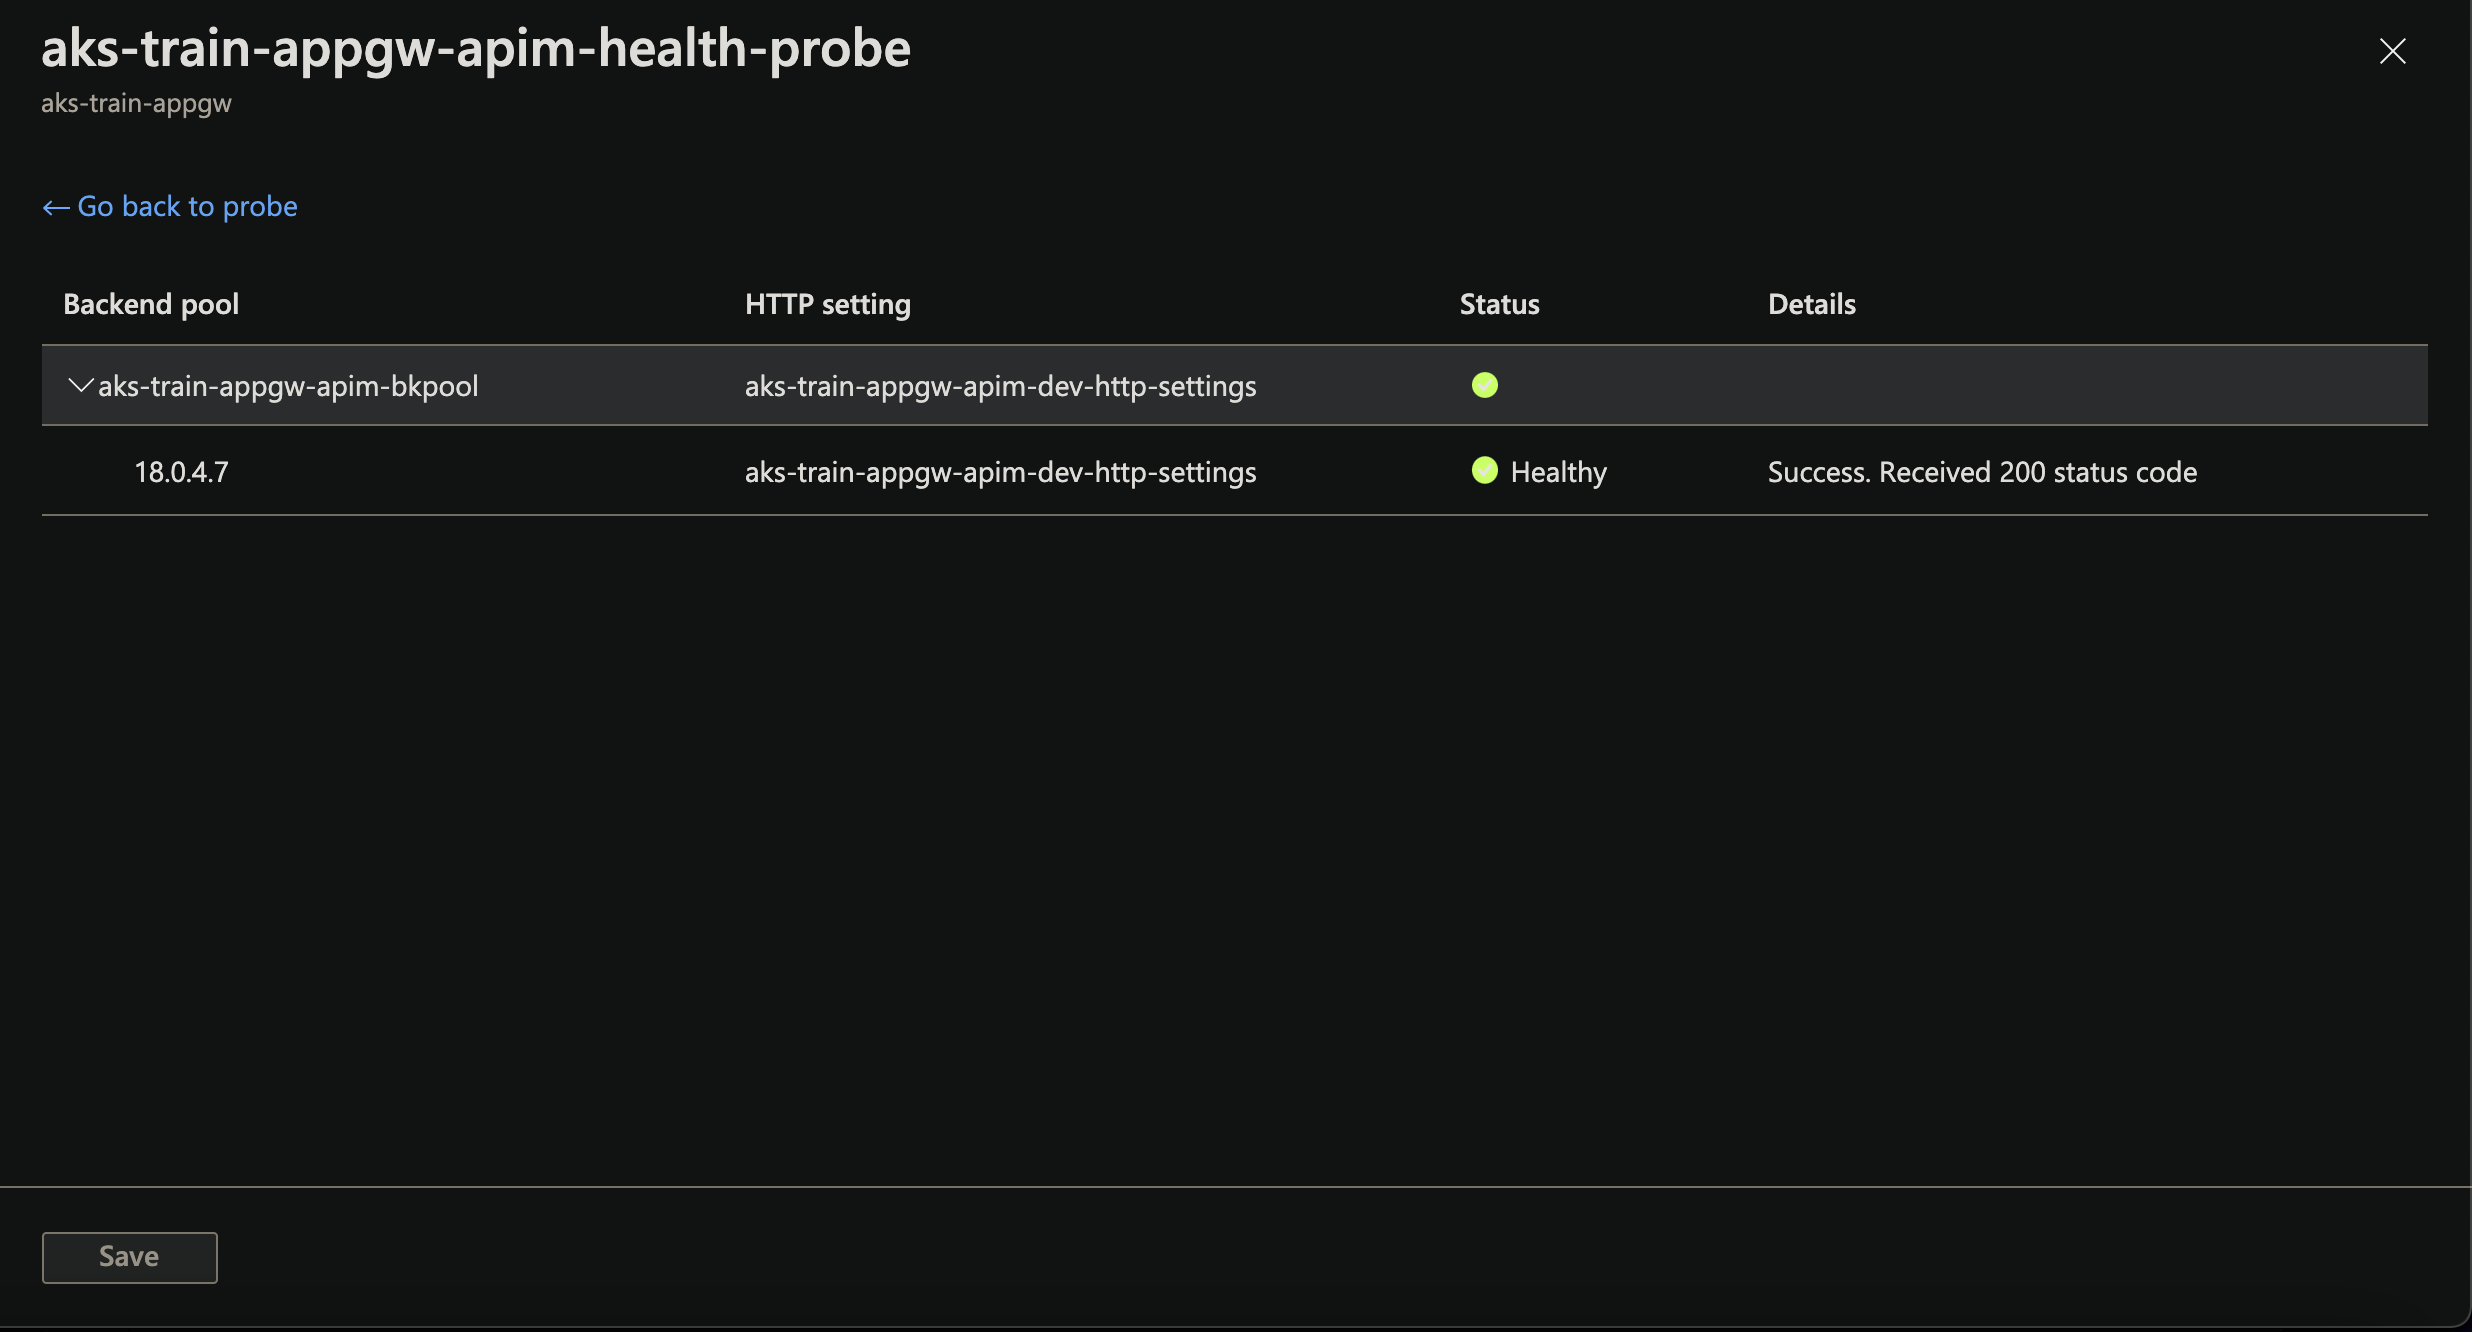 aks-train-appgw-apim-health-probe
aks-train-appgw
← Go back to probe
Backend pool HTTP setting Status Details
aks-train-appgw-apim-bkpool aks-train-appgw-apim-dev-http-settings
18.0.4.7 aks-train-appgw-apim-dev-http-settings Healthy Success. Received 200 status code
Save